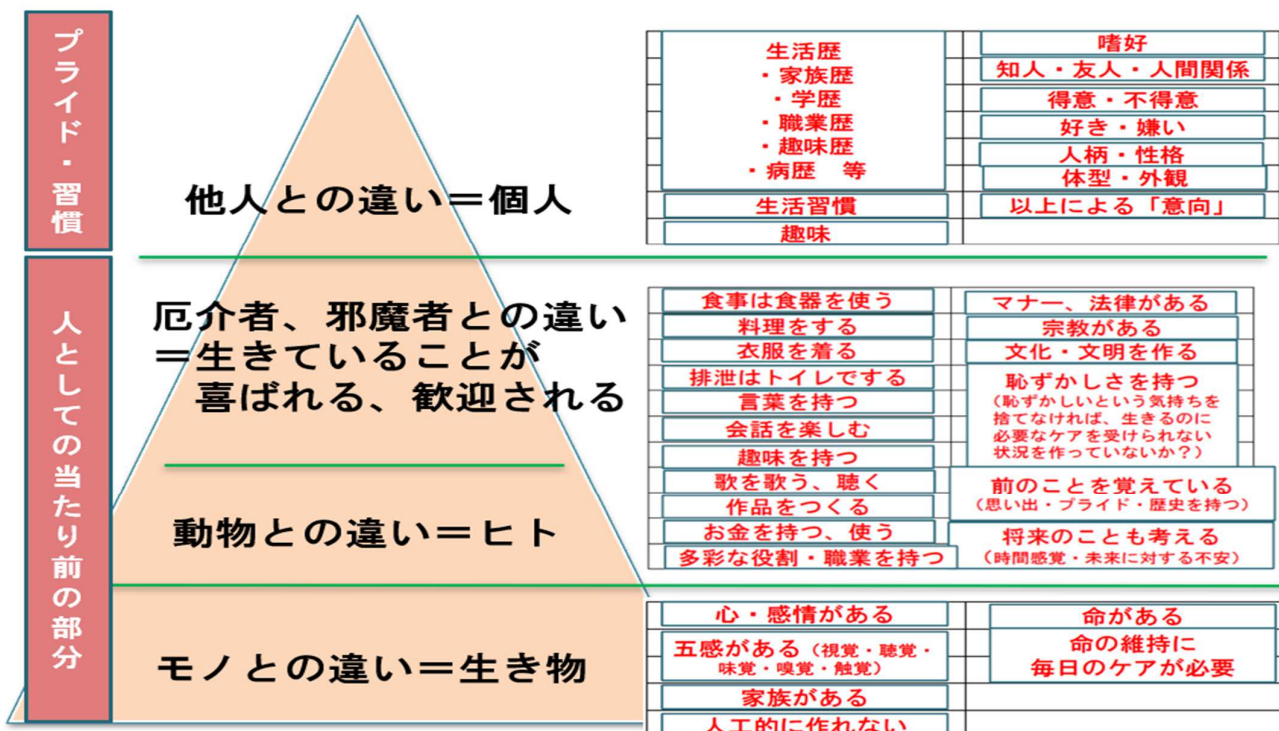 プライド・習慣
他人との違い＝個人
生活歴
・家族歴
・学歴
・職業歴
・趣味歴
・病歴　等
生活習慣
趣味
嗜好
知人・友人・人間関係
得意・不得意
好き・嫌い
人柄・性格
体型・外観
以上による「意向」
人としての当たり前の部分
厄介者、邪魔者との違い
＝生きていることが
喜ばれる、歓迎される
動物との違い＝ヒト
食事は食器を使う
料理をする
衣服を着る
排泄はトイレでする
言葉を持つ
会話を楽しむ
趣味を持つ
歌を歌う、聴く
作品をつくる
お金を持つ、使う
多彩な役割・職業を持つ
マナー、法律がある
宗教がある
文化・文明を作る
恥ずかしさを持つ
（恥ずかしいという気持ちを
捨てなければ、生きるのに
必要なケアを受けられない
状況を作っていないか？）
前のことを覚えている
（思い出・プライド・歴史を持つ）
将来のことも考える
（時間感覚・未来に対する不安）
モノとの違い＝生き物
心・感情がある
五感がある（視覚・聴覚・
味覚・嗅覚・触覚）
家族がある
人工的に作れない
命がある
命の維持に
毎日のケアが必要